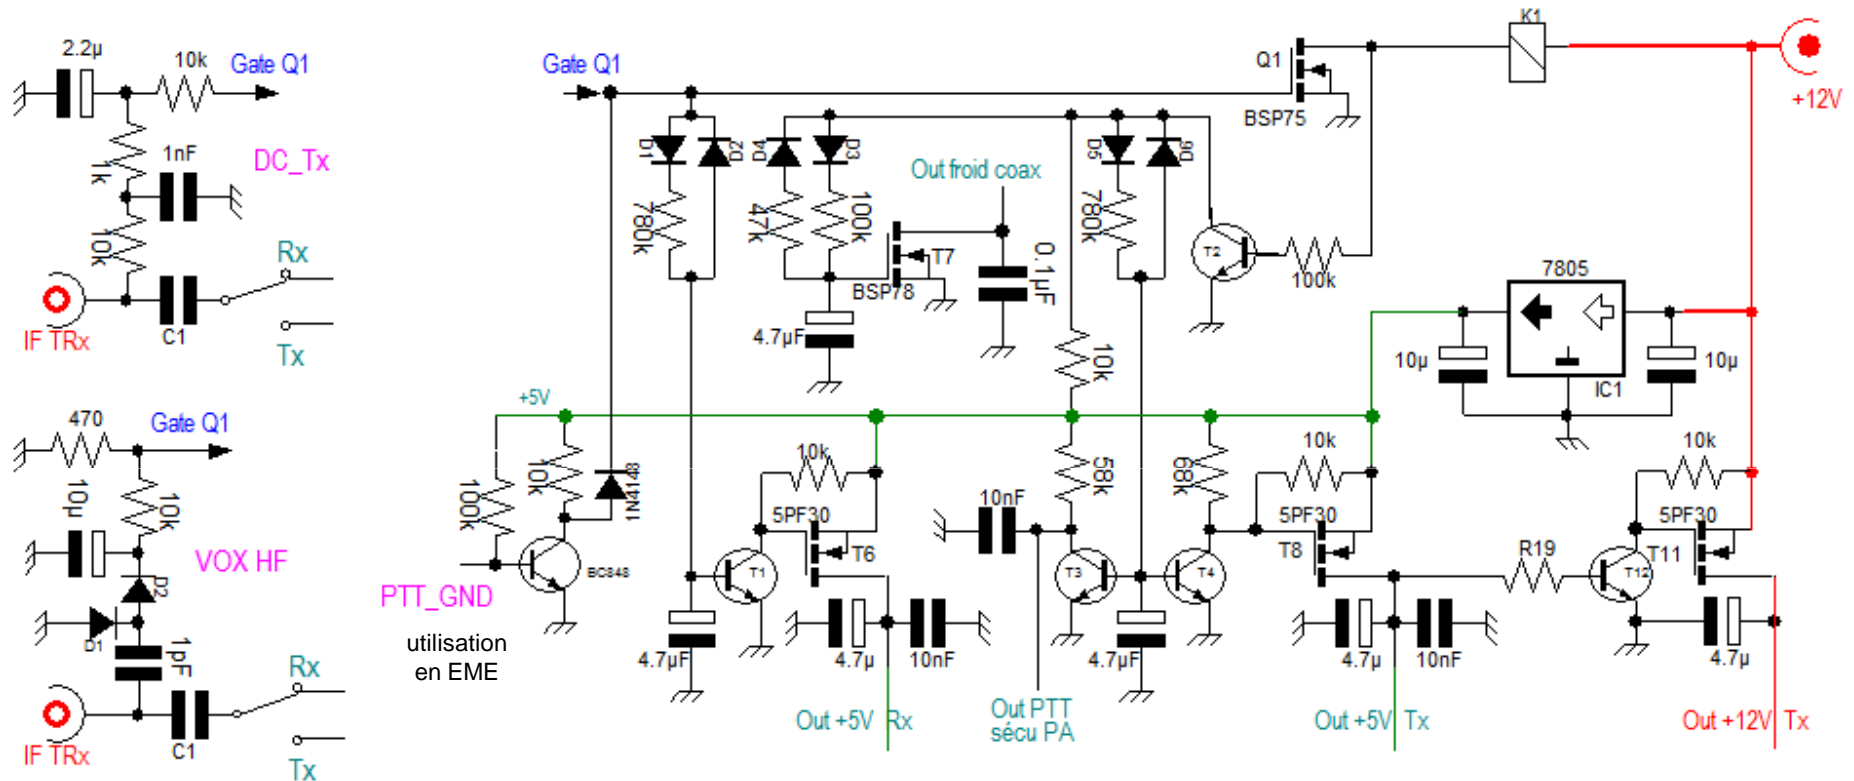 2.2µ
10k
Gate Q1
1k
1nF
DC_Tx
10k
Rx
C1
IF TRx
Tx
470
Gate Q1
10µ
10k
VOX HF
D2
D1
1pF
Rx
C1
IF TRx
Tx
Gate Q1
Q1
BSP75
K1
+12V
D1
D2
D4
D3
D5
D6
Out froid coax
780k
47k
100k
780k
T7
BSP78
0.1µF
T2
100k
4.7µF
10k
7805
10µ
10µ
IC1
+5V
100k
10k
1N4148
10k
58k
68k
10k
10k
10nF
5PF30
5PF30
5PF30
T6
T8
T11
BC848
T1
T3
T4
R19
T12
PTT_GND
utilisation
en EME
4.7µF
4.7µ
10nF
4.7µF
4.7µ
10nF
4.7µ
Out +5V Rx
Out PTT
sécu PA
Out +5V Tx
Out +12V Tx